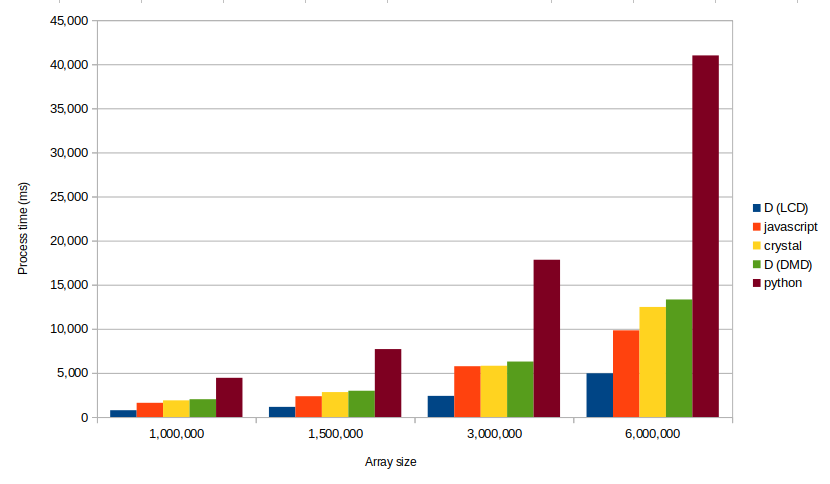 45,000
40,000
35,000
30,000
25,000
20,000
15,000
10,000
5,000
0
Process time (ms)
1,000,000
1,500,000
3,000,000
6,000,000
Array size
D (LCD)
javascript
crystal
D (DMD)
python